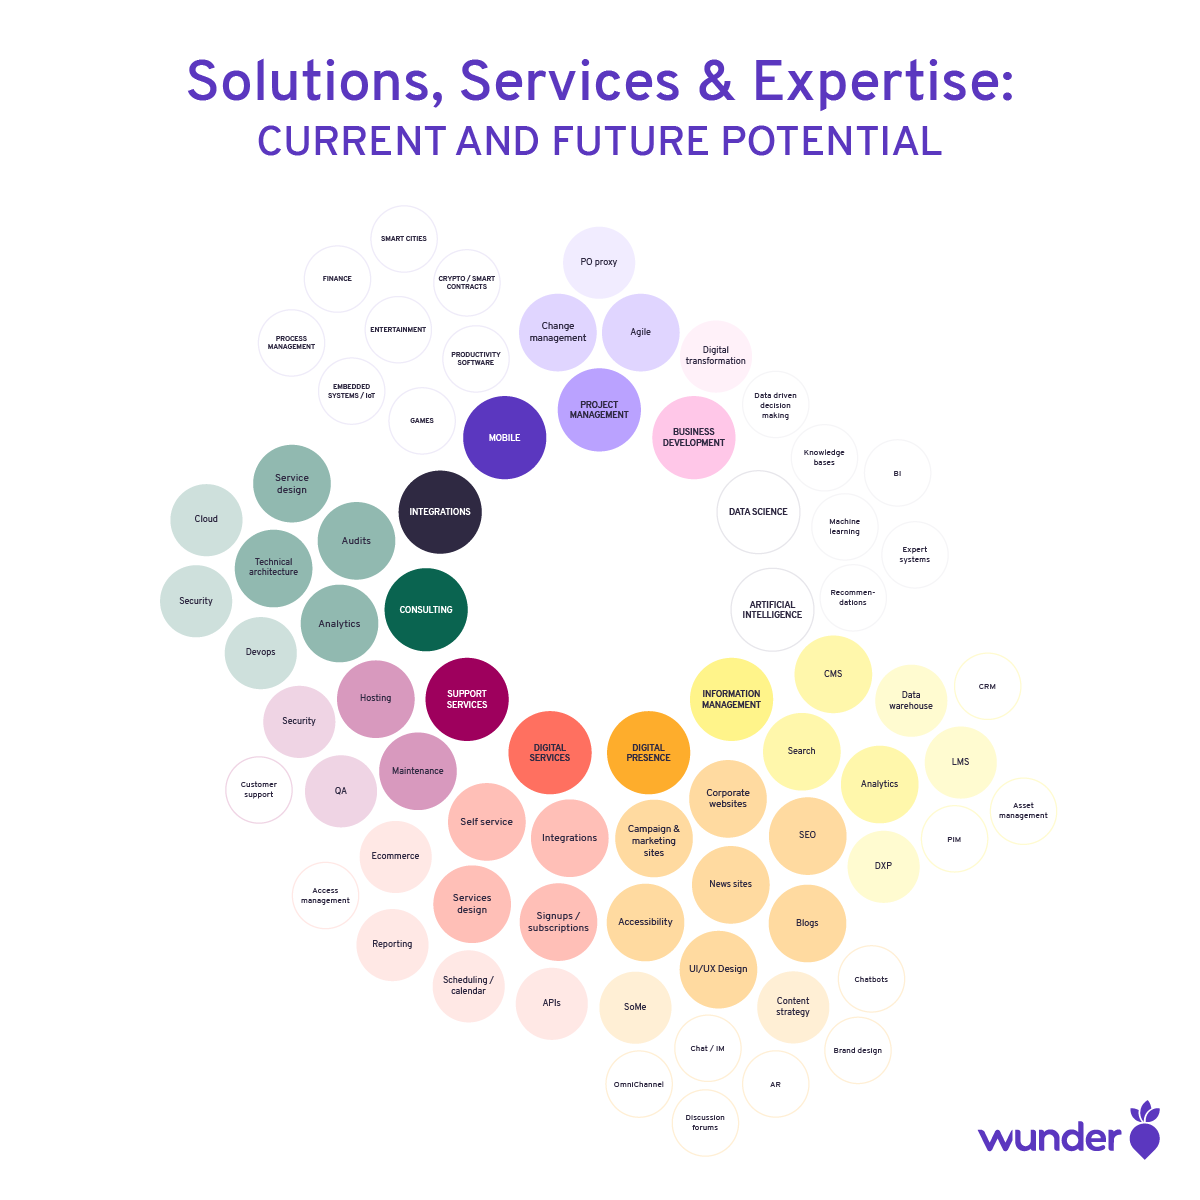 Solutions, Services & Expertise:
CURRENT AND FUTURE POTENTIAL
SMART CITIES
FINANCE
CRYPTO / SMART
CONTRACTS
PROCESS
MANAGEMENT
ENTERTAINMENT
PRODUCTIVITY
SOFTWARE
EMBEDDED
SYSTEMS / IoT
GAMES
MOBILE
PO proxy
Change
management
Agile
PROJECT
MANAGEMENT
Digital
transformation
BUSINESS
DEVELOPMENT
Data driven
decision
making
Knowledge
bases
BI
DATA SCIENCE
Machine
learning
Expert
systems
ARTIFICIAL
INTELLIGENCE
Recommen-
dations
INTEGRATIONS
Service
design
Cloud
Audits
Technical
architecture
Security
Analytics
CONSULTING
Devops
SUPPORT
SERVICES
Hosting
Security
Maintenance
QA
Customer
support
DIGITAL
SERVICES
Self service
Integrations
Ecommerce
Access
management
Services
design
Signups /
subscriptions
Reporting
Scheduling /
calendar
APIs
DIGITAL
PRESENCE
Corporate
websites
Campaign &
marketing
sites
SEO
News sites
Accessibility
Blogs
UI/UX Design
SoMe
Content
strategy
Chatbots
Chat / IM
Brand design
OmniChannel
AR
Discussion
forums
INFORMATION
MANAGEMENT
CMS
Data
warehouse
CRM
Search
Analytics
LMS
Asset
management
PIM
DXP
wunder